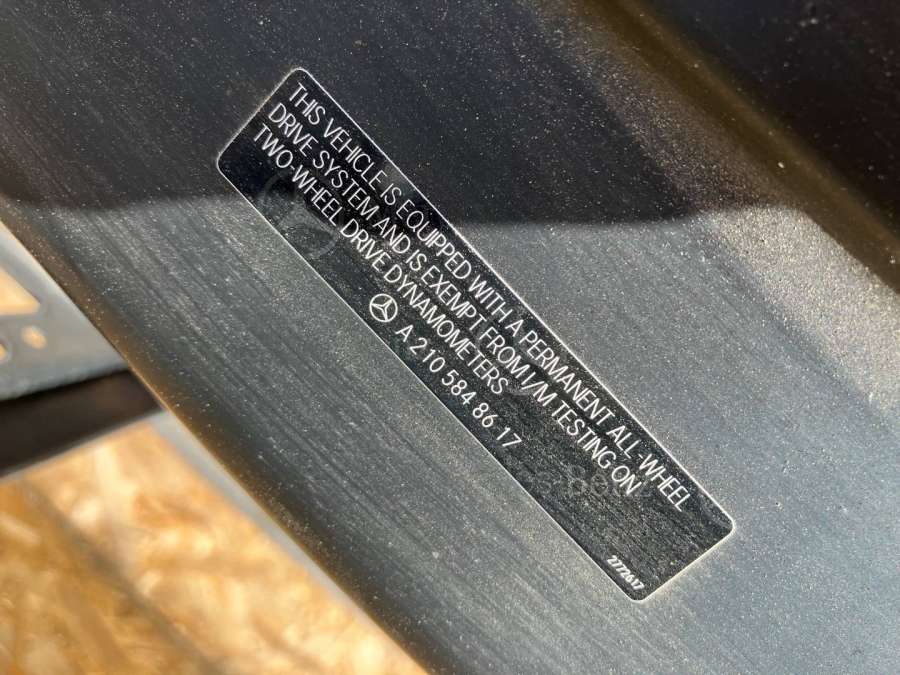 THIS VEHICLE IS EQUIPPED WITH A PERMANENT ALL-WHEEL
DRIVE SYSTEM AND IS EXEMPT FROM I/M TESTING ON
TWO-WHEEL DRIVE DYNAMOMETERS
A 210 584 86 17
272617